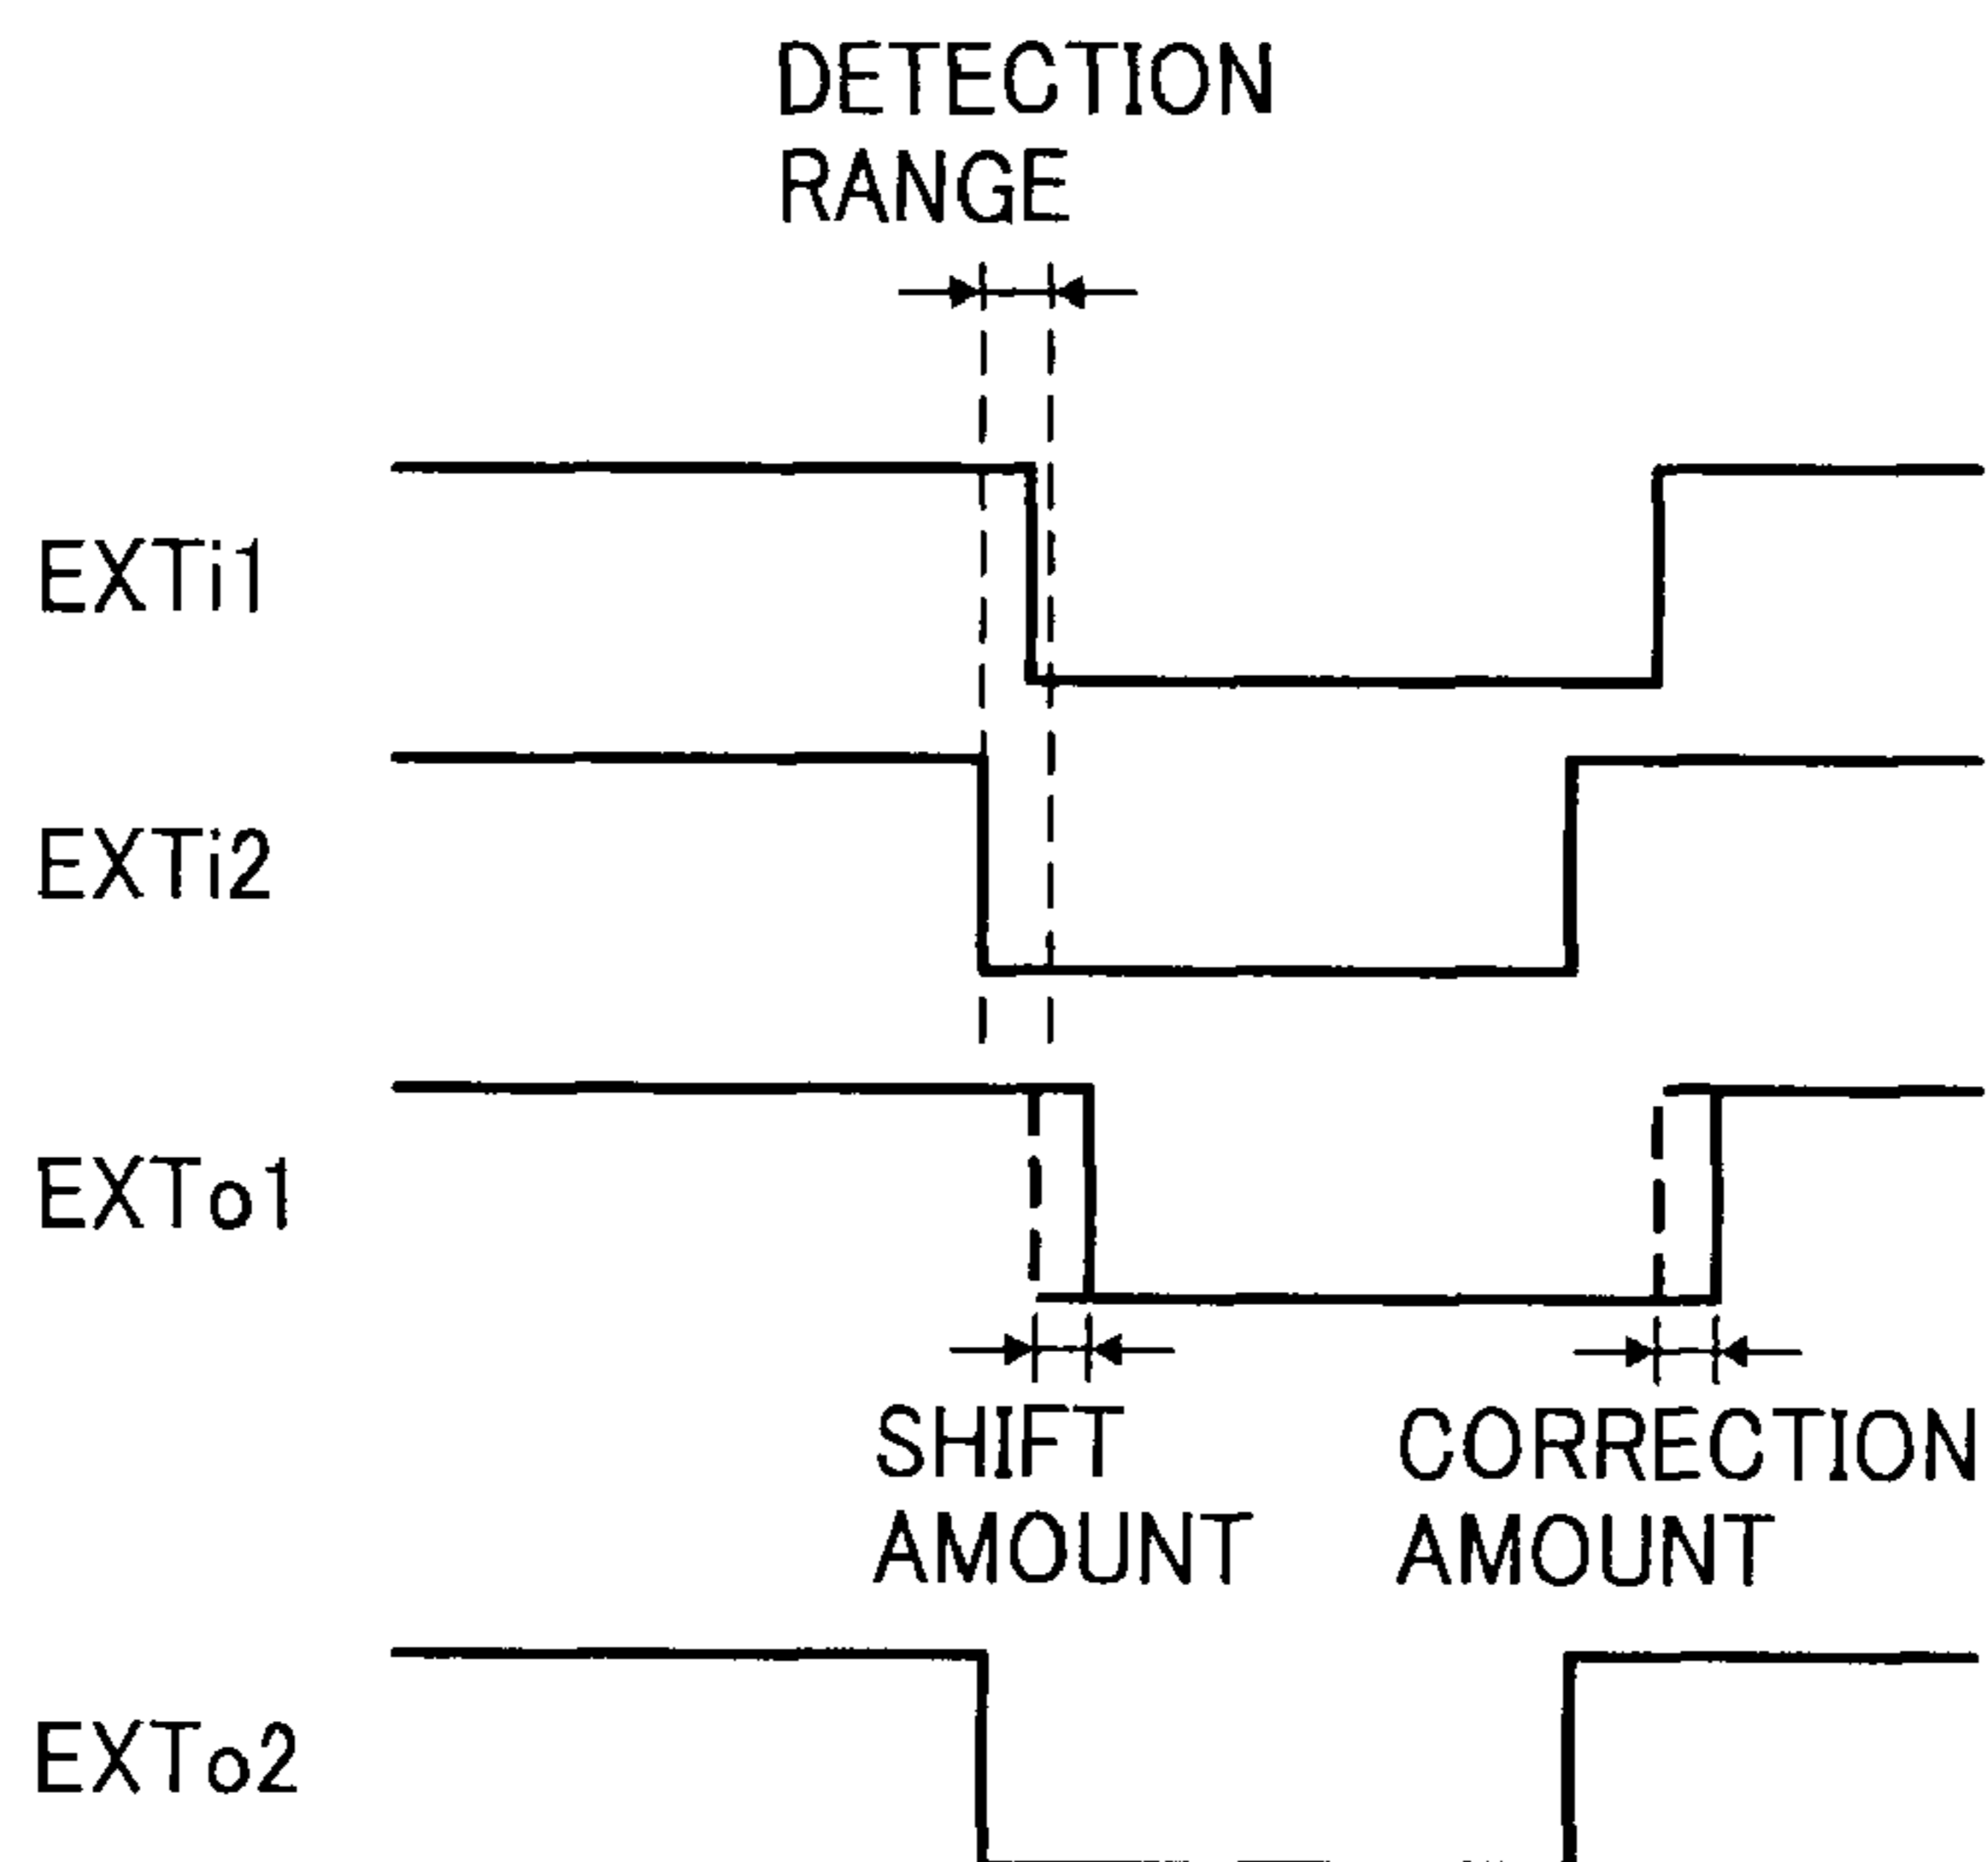 DETECTION
RANGE
EXTi1
EXTi2
EXTo1
SHIFT
AMOUNT
CORRECTION
AMOUNT
EXTo2